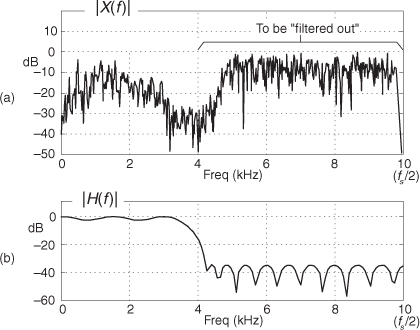 |X(f)|
To be "filtered out"
10
0
dB
−10
(a)
−20
−30
−40
−50
0 2 4 6 8 10
Freq (kHz)
(fs/2)
|H(f)|
0
dB
−20
(b)
−40
−60
0 2 4 6 8 10
Freq (kHz)
(fs/2)